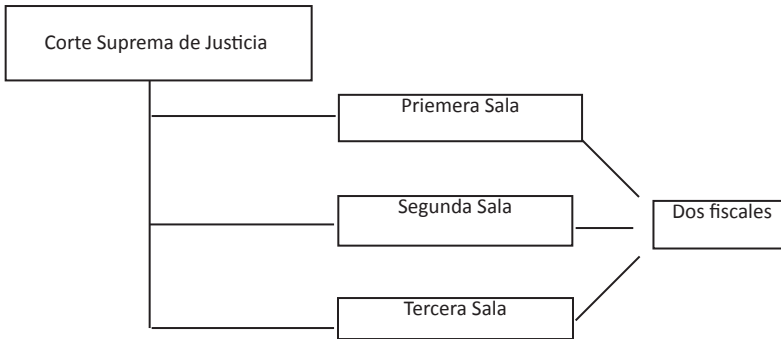 Corte Suprema de Justicia
Priemera Sala
Segunda Sala
Dos fiscales
Tercera Sala